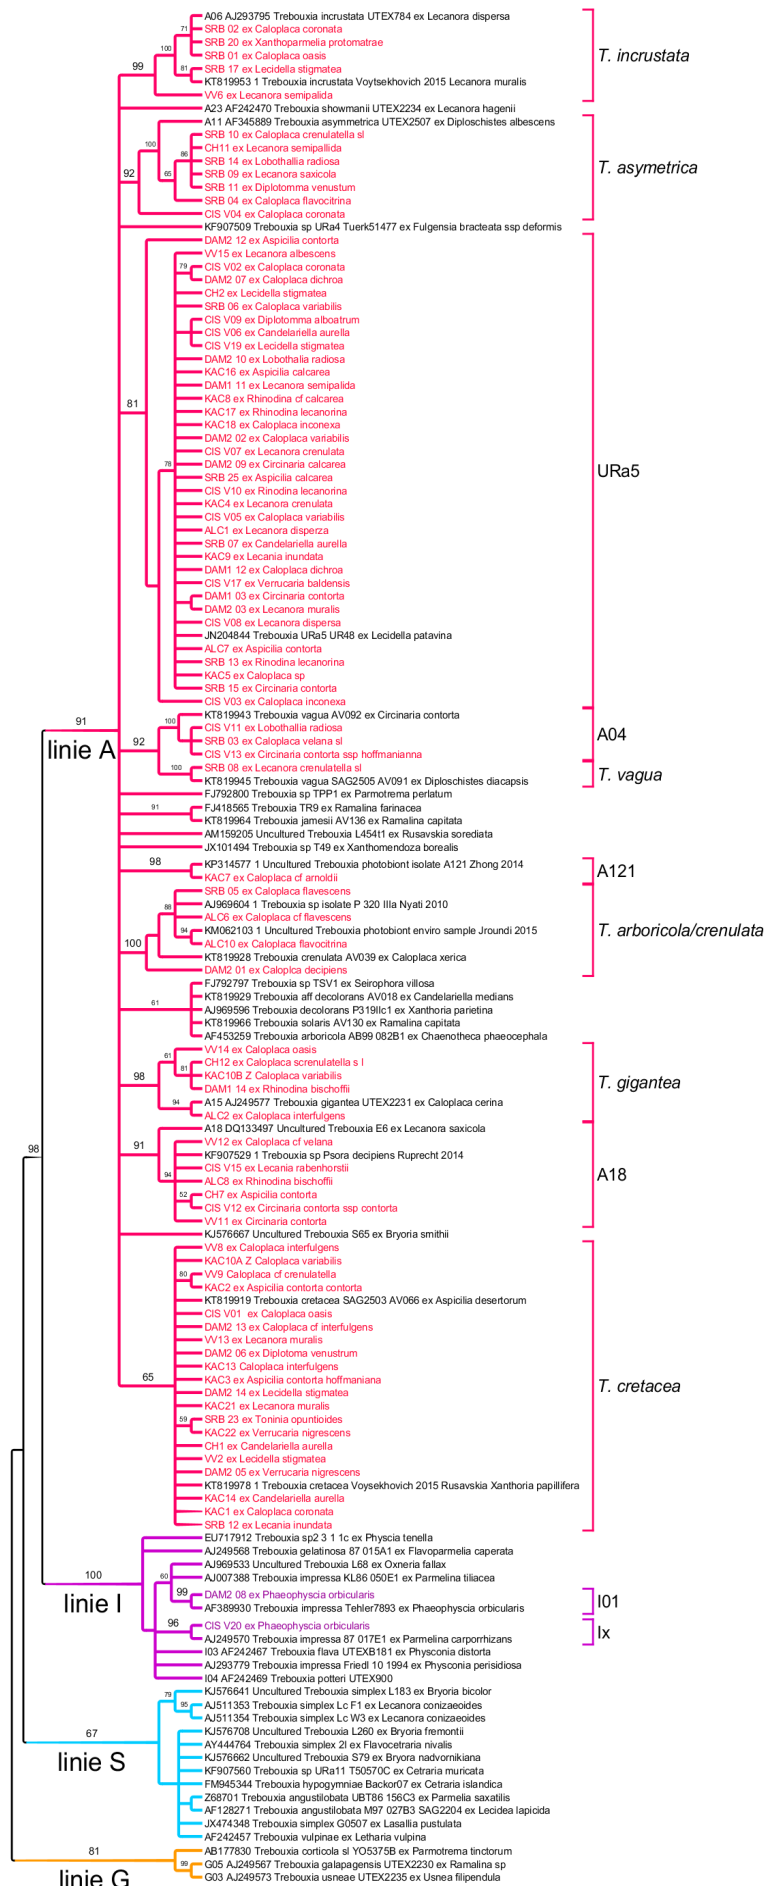 A06 AJ293795 Trebouxia incrustata UTEX784 ex Lecanora dispersa
71
SRB 02 ex Caloplaca coronata
SRB 20 ex Xanthoparmelia protomatrae
100
SRB 01 ex Caloplaca oasis
T. incrustata
99
81
SRB 17 ex Lecidella stigmatea
KT819953 1 Trebouxia incrustata Voytsekhovich 2015 Lecanora muralis
VV6 ex Lecanora semipalida
A23 AF242470 Trebouxia showmanii UTEX2234 ex Lecanora hagenii
A11 AF345889 Trebouxia asymmetrica UTEX2507 ex Diploschistes albescens
SRB 10 ex Caloplaca crenulatella sl
100
CH11 ex Lecanora semipallida
86
SRB 14 ex Lobothallia radiosa
T. asymetrica
92
65
SRB 09 ex Lecanora saxicola
SRB 11 ex Diplotomma venustum
SRB 04 ex Caloplaca flavocitrina
CIS V04 ex Caloplaca coronata
KF907509 Trebouxia sp URa4 Tuerk51477 ex Fulgensia bracteata ssp deformis
DAM2 12 ex Aspicilia contorta
VV15 ex Lecanora albescens
79
CIS V02 ex Caloplaca coronata
DAM2 07 ex Caloplaca dichroa
CH2 ex Lecidella stigmatea
SRB 06 ex Caloplaca variabilis
CIS V09 ex Diplotomma alboatrum
CIS V06 ex Candelariella aurella
CIS V19 ex Lecidella stigmatea
DAM2 10 ex Lobothalia radiosa
KAC16 ex Aspicilia calcarea
DAM1 11 ex Lecanora semipalida
KAC8 ex Rhinodina cf calcarea
81
KAC17 ex Rhinodina lecanorina
KAC18 ex Caloplaca inconexa
DAM2 02 ex Caloplaca variabilis
CIS V07 ex Lecanora crenulata
78
DAM2 09 ex Circinaria calcarea
URa5
SRB 25 ex Aspicilia calcarea
CIS V10 ex Rinodina lecanorina
KAC4 ex Lecanora crenulata
CIS V05 ex Caloplaca variabilis
ALC1 ex Lecanora disperza
SRB 07 ex Candelariella aurella
KAC9 ex Lecania inundata
DAM1 12 ex Caloplaca dichroa
CIS V17 ex Verrucaria baldensis
DAM1 03 ex Circinaria contorta
DAM2 03 ex Lecanora muralis
CIS V08 ex Lecanora dispersa
JN204844 Trebouxia URa5 UR48 ex Lecidella patavina
ALC7 ex Aspicilia contorta
SRB 13 ex Rinodina lecanorina
KAC5 ex Caloplaca sp
SRB 15 ex Circinaria contorta
CIS V03 ex Caloplaca inconexa
KT819943 Trebouxia vagua AV092 ex Circinaria contorta
91
100
CIS V11 ex Lobothallia radiosa
A04
linie A
92
SRB 03 ex Caloplaca velana sl
CIS V13 ex Circinaria contorta ssp hoffmanianna
100
SRB 08 ex Lecanora crenulatella sl
T. vagua
KT819945 Trebouxia vagua SAG2505 AV091 ex Diploschistes diacapsis
FJ792800 Trebouxia sp TPP1 ex Parmotrema perlatum
91
FJ418565 Trebouxia TR9 ex Ramalina farinacea
KT819964 Trebouxia jamesii AV136 ex Ramalina capitata
AM159205 Uncultured Trebouxia L454t1 ex Rusavskia sorediata
JX101494 Trebouxia sp T49 ex Xanthomendoza borealis
98
KP314577 1 Uncultured Trebouxia photobiont isolate A121 Zhong 2014
A121
KAC7 ex Caloplaca cf arnoldii
SRB 05 ex Caloplaca flavescens
88
AJ969604 1 Trebouxia sp isolate P 320 IIIa Nyati 2010
ALC6 ex Caloplaca cf flavescens
94
KM062103 1 Uncultured Trebouxia photobiont enviro sample Jroundi 2015
T. arboricola/crenulata
100
ALC10 ex Caloplaca flavocitrina
KT819928 Trebouxia crenulata AV039 ex Caloplaca xerica
DAM2 01 ex Caloplca decipiens
FJ792797 Trebouxia sp TSV1 ex Seirophora villosa
KT819929 Trebouxia aff decolorans AV018 ex Candelariella medians
61
AJ969596 Trebouxia decolorans P319IIc1 ex Xanthoria parietina
KT819966 Trebouxia solaris AV130 ex Ramalina capitata
AF453259 Trebouxia arboricola AB99 082B1 ex Chaenotheca phaeocephala
VV14 ex Caloplaca oasis
61
CH12 ex Caloplaca screnulatella s l
81
KAC10B Z Caloplaca variabilis
98
T. gigantea
DAM1 14 ex Rhinodina bischoffii
94
A15 AJ249577 Trebouxia gigantea UTEX2231 ex Caloplaca cerina
ALC2 ex Caloplaca interfulgens
A18 DQ133497 Uncultured Trebouxia E6 ex Lecanora saxicola
VV12 ex Caloplaca cf velana
91
KF907529 1 Trebouxia sp Psora decipiens Ruprecht 2014
CIS V15 ex Lecania rabenhorstii
94
A18
ALC8 ex Rhinodina bischoffii
52
CH7 ex Aspicilia contorta
CIS V12 ex Circinaria contorta ssp contorta
VV11 ex Circinaria contorta
98
KJ576667 Uncultured Trebouxia S65 ex Bryoria smithii
VV8 ex Caloplaca interfulgens
KAC10A Z Caloplaca variabilis
80
VV9 Caloplaca cf crenulatella
KAC2 ex Aspicilia contorta contorta
KT819919 Trebouxia cretacea SAG2503 AV066 ex Aspicilia desertorum
CIS V01 ex Caloplaca oasis
DAM2 13 ex Caloplaca cf interfulgens
VV13 ex Lecanora muralis
DAM2 06 ex Diplotoma venustrum
KAC13 Caloplaca interfulgens
65
KAC3 ex Aspicilia contorta hoffmaniana
T. cretacea
DAM2 14 ex Lecidella stigmatea
KAC21 ex Lecanora muralis
59
SRB 23 ex Toninia opuntioides
KAC22 ex Verrucaria nigrescens
CH1 ex Candelariella aurella
VV2 ex Lecidella stigmatea
DAM2 05 ex Verrucaria nigrescens
KT819978 1 Trebouxia cretacea Voysekhovich 2015 Rusavskia Xanthoria papillifera
KAC14 ex Candelariella aurella
KAC1 ex Caloplaca coronata
SRB 12 ex Lecania inundata
EU717912 Trebouxia sp2 3 1 1c ex Physcia tenella
AJ249568 Trebouxia gelatinosa 87 015A1 ex Flavoparmelia caperata
AJ969533 Uncultured Trebouxia L68 ex Oxneria fallax
100
60
AJ007388 Trebouxia impressa KL86 050E1 ex Parmelina tiliacea
99
DAM2 08 ex Phaeophyscia orbicularis
I01
linie I
AF389930 Trebouxia impressa Tehler7893 ex Phaeophyscia orbicularis
96
CIS V20 ex Phaeophyscia orbicularis
Ix
AJ249570 Trebouxia impressa 87 017E1 ex Parmelina carporrhizans
I03 AF242467 Trebouxia flava UTEXB181 ex Physconia distorta
AJ293779 Trebouxia impressa Friedl 10 1994 ex Physconia perisidiosa
I04 AF242469 Trebouxia potteri UTEX900
KJ576641 Uncultured Trebouxia simplex L183 ex Bryoria bicolor
79
95
AJ511353 Trebouxia simplex Lc F1 ex Lecanora conizaeoides
AJ511354 Trebouxia simplex Lc W3 ex Lecanora conizaeoides
67
KJ576708 Uncultured Trebouxia L260 ex Bryoria fremontii
AY444764 Trebouxia simplex 2l ex Flavocetraria nivalis
linie S
KJ576662 Uncultured Trebouxia S79 ex Bryora nadvornikiana
KF907560 Trebouxia sp URa11 T50570C ex Cetraria muricata
FM945344 Trebouxia hypogymniae Backor07 ex Cetraria islandica
Z68701 Trebouxia angustilobata UBT86 156C3 ex Parmelia saxatilis
AF128271 Trebouxia angustilobata M97 027B3 SAG2204 ex Lecidea lapicida
JX474348 Trebouxia simplex G0507 ex Lasallia pustulata
AF242457 Trebouxia vulpinae ex Letharia vulpina
81
AB177830 Trebouxia corticola sl YO5375B ex Parmotrema tinctorum
99
G05 AJ249567 Trebouxia galapagensis UTEX2230 ex Ramalina sp
linie G
G03 AJ249573 Trebouxia usneae UTEX2235 ex Usnea filipendula